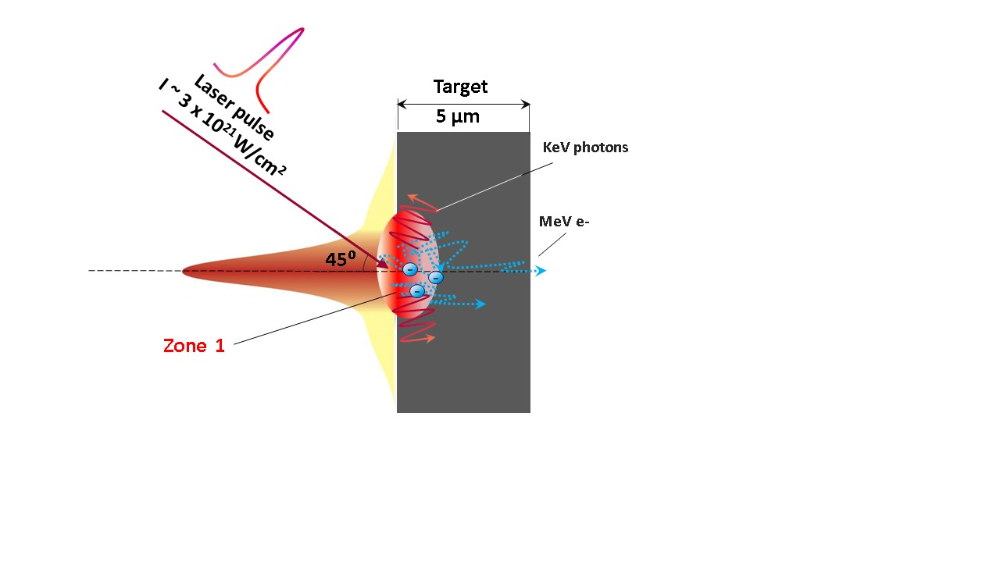 Laser pulse
I ~ 3 x 10²¹ W/cm²
Target
5 µm
KeV photons
MeV e-
45⁰
-
-
-
Zone 1